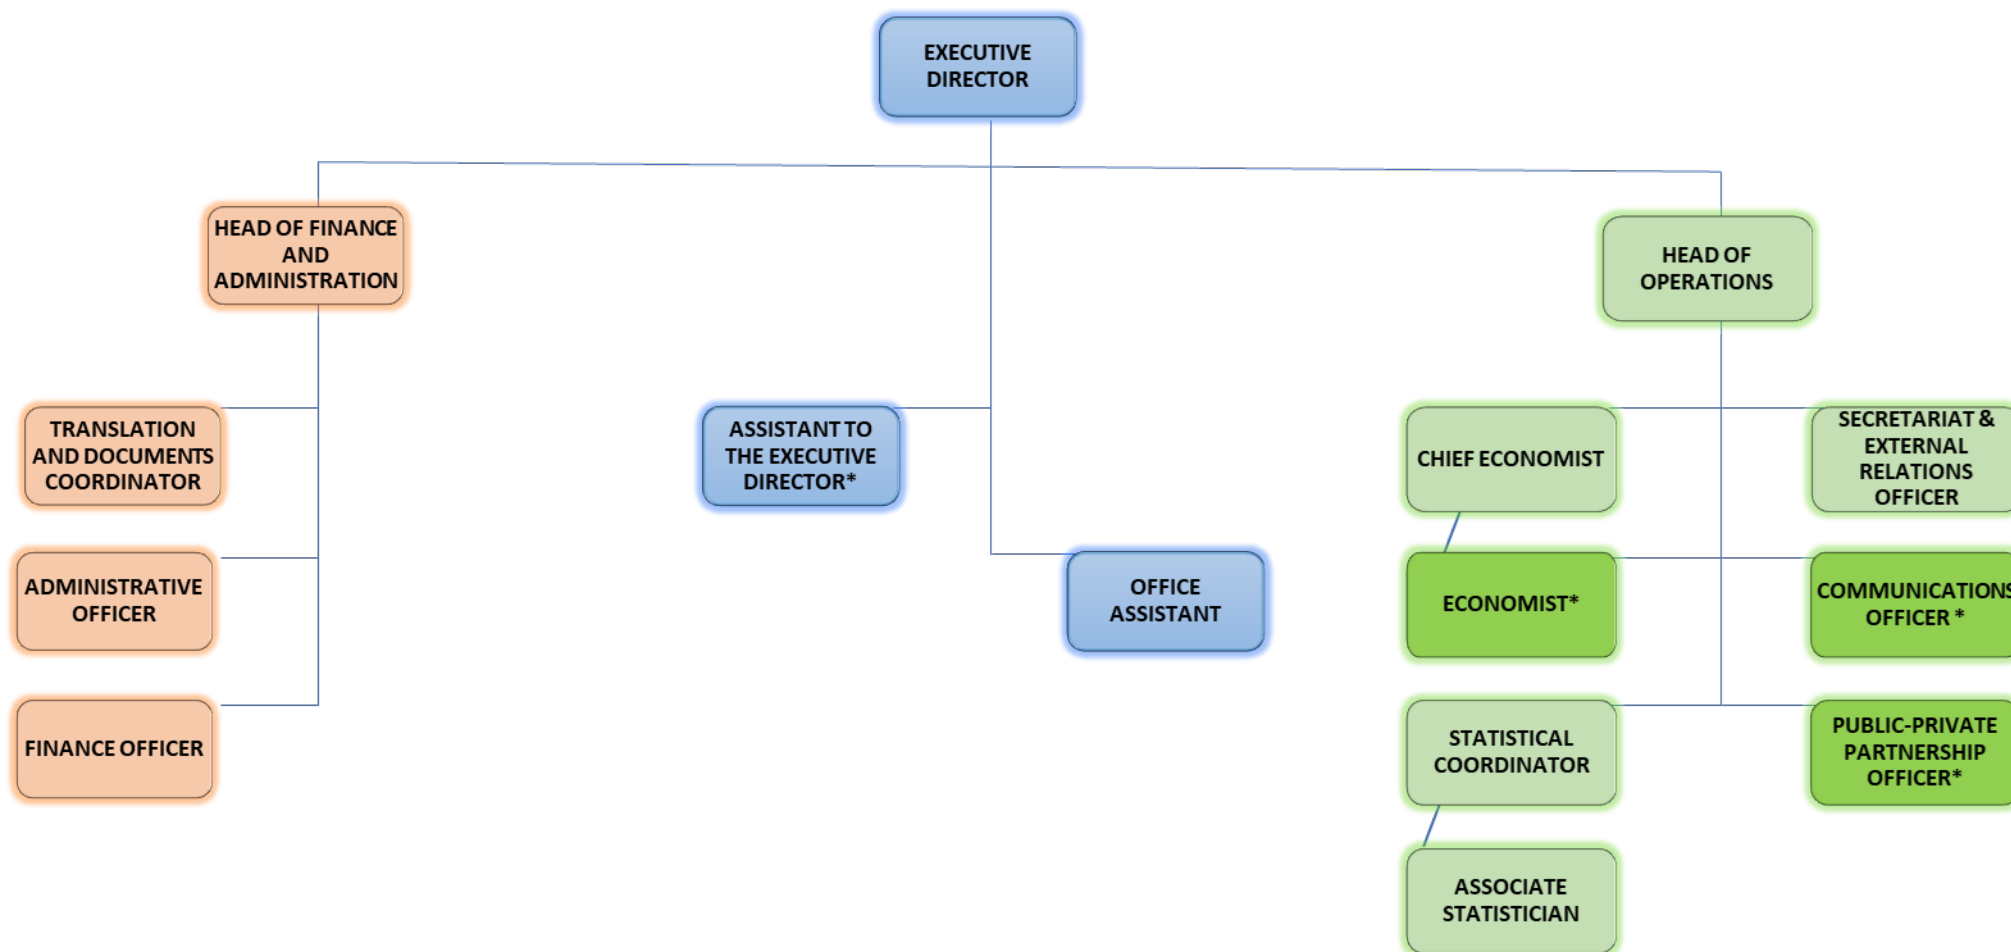 EXECUTIVE
DIRECTOR
HEAD OF FINANCE
AND
ADMINISTRATION
HEAD OF
OPERATIONS
TRANSLATION
AND DOCUMENTS
COORDINATOR
ASSISTANT TO
THE EXECUTIVE
DIRECTOR*
CHIEF ECONOMIST
SECRETARIAT &
EXTERNAL
RELATIONS
OFFICER
ADMINISTRATIVE
OFFICER
OFFICE
ASSISTANT
ECONOMIST*
COMMUNICATIONS
OFFICER *
FINANCE OFFICER
STATISTICAL
COORDINATOR
PUBLIC-PRIVATE
PARTNERSHIP
OFFICER*
ASSOCIATE
STATISTICIAN